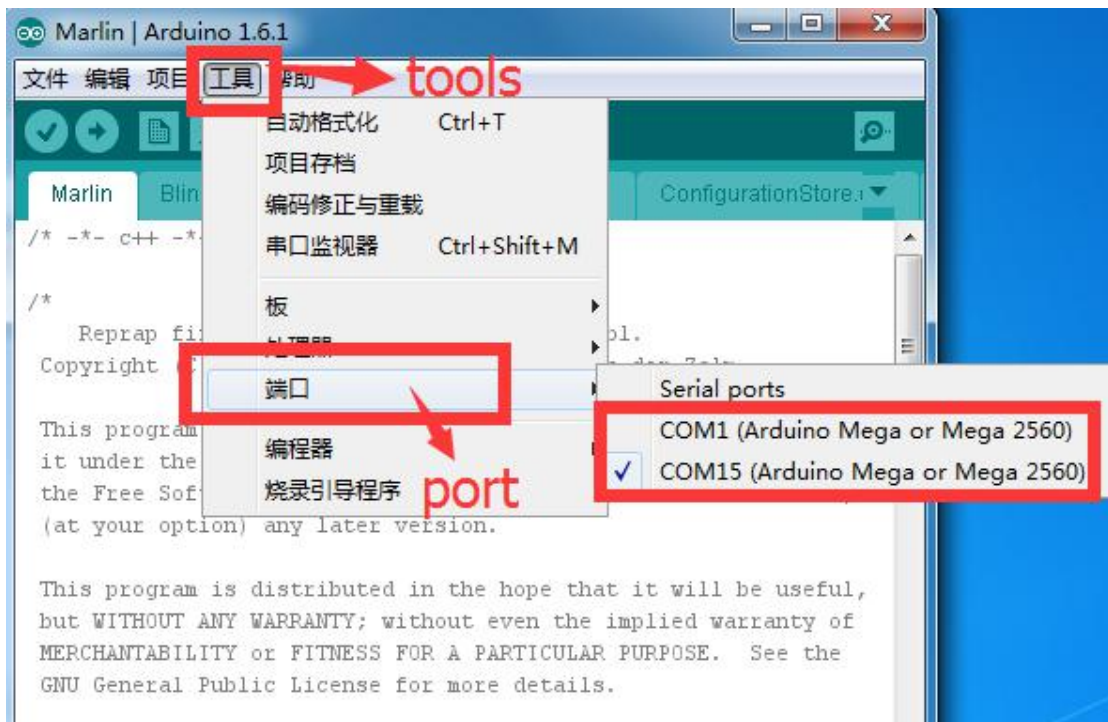 Marlin | Arduino 1.6.1
文件 编辑 项目 工具 帮助
tools
自动格式化 Ctrl+T
项目存档
编码修正与重载
串口监视器 Ctrl+Shift+M
板
处理器
端口
编程器
烧录引导程序
port
Serial ports
COM1 (Arduino Mega or Mega 2560)
COM15 (Arduino Mega or Mega 2560)
Marlin Blin ConfigurationStore.
/* -*- c++ -*-
/*
Reprap fi
Copyright (C
This program
it under the
the Free Sof
(at your option) any later version.
This program is distributed in the hope that it will be useful,
but WITHOUT ANY WARRANTY; without even the implied warranty of
MERCHANTABILITY or FITNESS FOR A PARTICULAR PURPOSE. See the
GNU General Public License for more details.